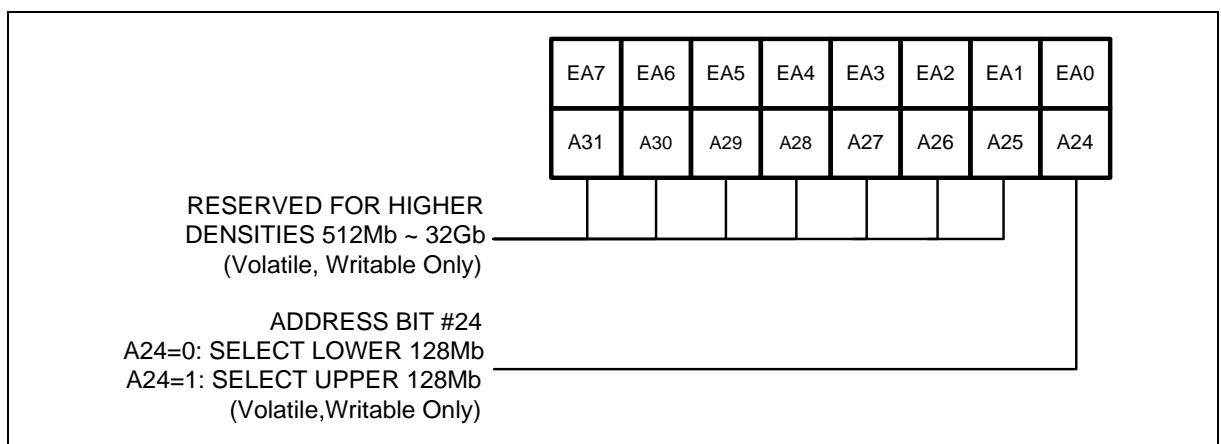 EA7 EA6 EA5 EA4 EA3 EA2 EA1 EA0
A31 A30 A29 A28 A27 A26 A25 A24
RESERVED FOR HIGHER
DENSITIES 512Mb ~ 32Gb
(Volatile, Writable Only)
ADDRESS BIT #24
A24=0: SELECT LOWER 128Mb
A24=1: SELECT UPPER 128Mb
(Volatile,Writable Only)